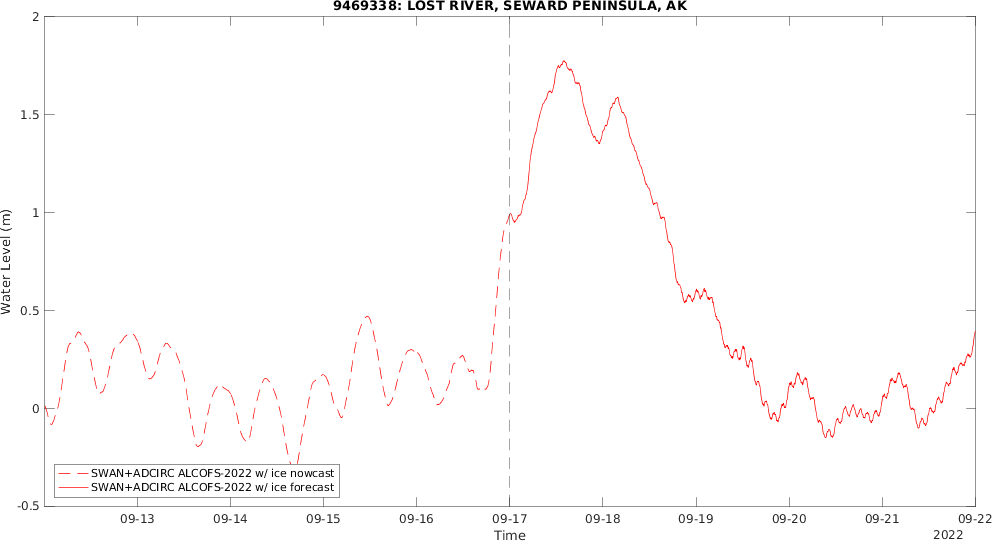 9469338: LOST RIVER, SEWARD PENINSULA, AK
2
1.5
1
0.5
0
-0.5
Water Level (m)
SWAN+ADCIRC ALCOFS-2022 w/ ice nowcast
SWAN+ADCIRC ALCOFS-2022 w/ ice forecast
09-13 09-14 09-15 09-16 09-17 09-18 09-19 09-20 09-21 09-22
Time
2022